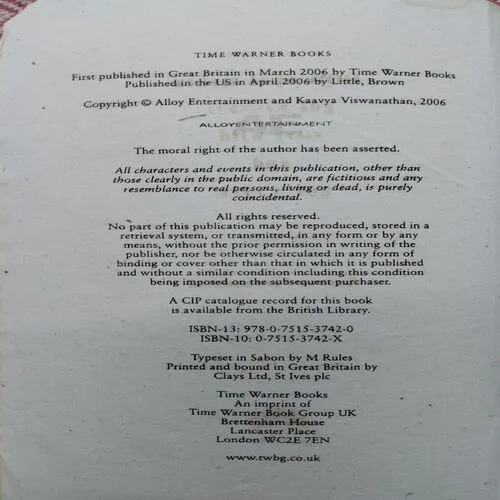 TIME WARNER BOOKS
First published in Great Britain in March 2006 by Time Warner Books
Published in the US in April 2006 by Little, Brown
Copyright © Alloy Entertainment and Kaavya Viswanathan, 2006
ALLOYENTERTAINMENT
The moral right of the author has been asserted.
All characters and events in this publication, other than
those clearly in the public domain, are fictitious and any
resemblance to real persons, living or dead, is purely
coincidental.
All rights reserved.
No part of this publication may be reproduced, stored in a
retrieval system, or transmitted, in any form or by any
means, without the prior permission in writing of the
publisher, nor be otherwise circulated in any form of
binding or cover other than that in which it is published
and without a similar condition including this condition
being imposed on the subsequent purchaser.
A CIP catalogue record for this book
is available from the British Library.
ISBN-13: 978-0-7515-3742-0
ISBN-10: 0-7515-3742-X
Typeset in Sabon by M Rules
Printed and bound in Great Britain by
Clays Ltd, St Ives plc
Time Warner Books
An imprint of
Time Warner Book Group UK
Brettenham House
Lancaster Place
London WC2E 7EN
www.twbg.co.uk